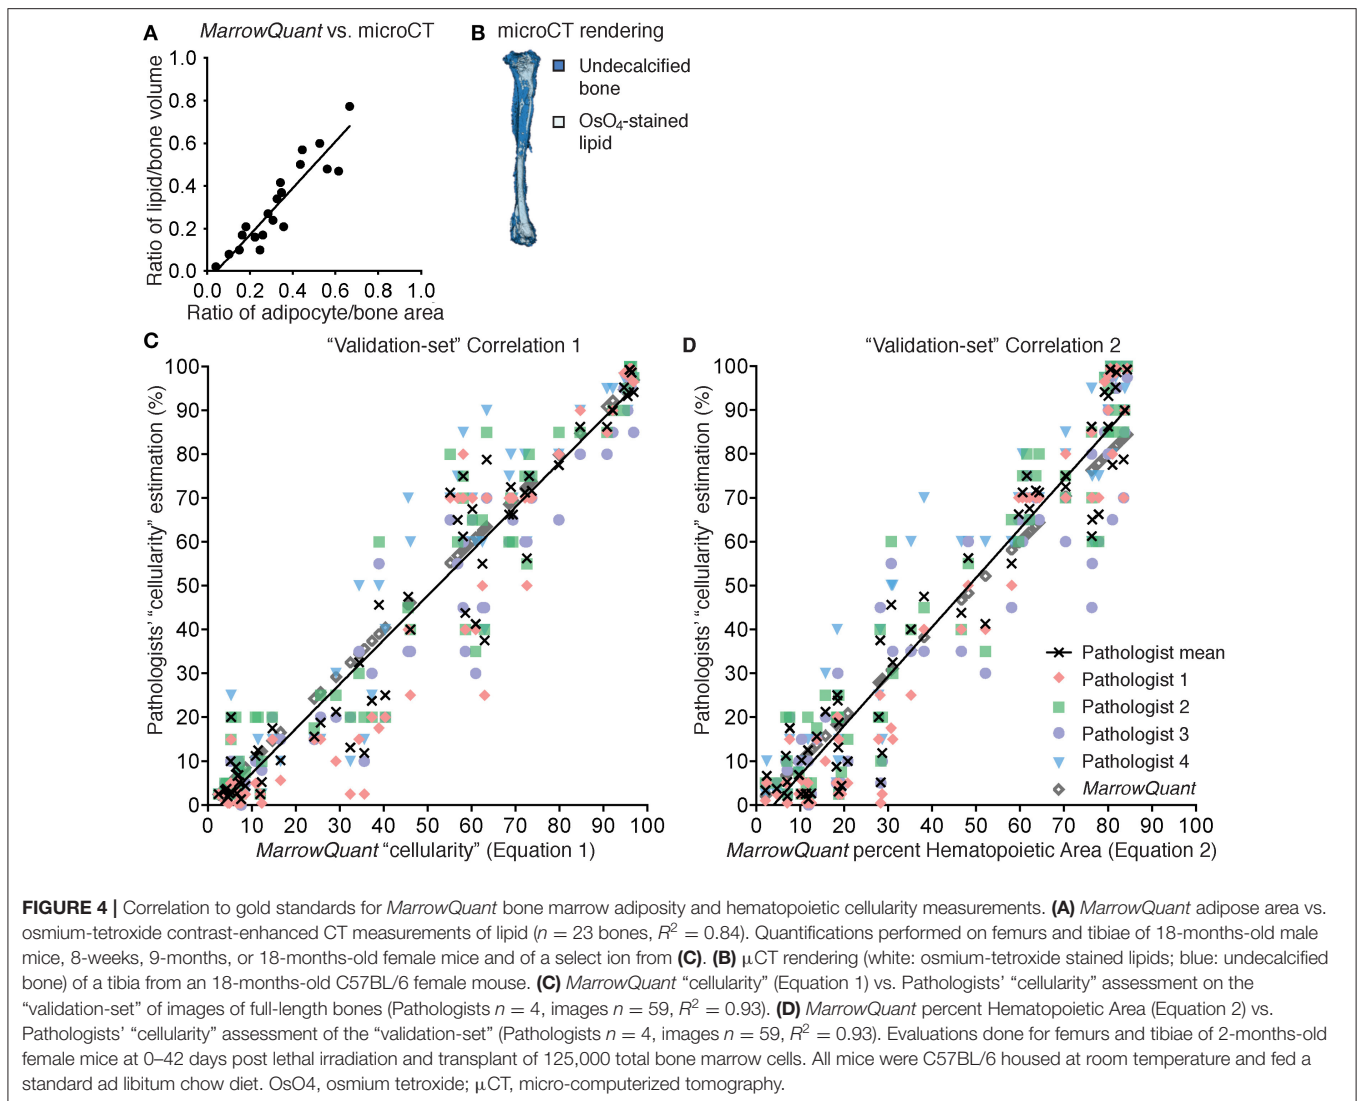 A
MarrowQuant vs. microCT
Ratio of lipid/bone volume
1.0
0.8
0.6
0.4
0.2
0.0
0.0 0.2 0.4 0.6 0.8 1.0
Ratio of adipocyte/bone area
B
microCT rendering
Undecalcified
bone
OsO4-stained
lipid
C
“Validation-set” Correlation 1
Pathologists’ “cellularity” estimation (%)
100
90
80
70
60
50
40
30
20
10
0
0 10 20 30 40 50 60 70 80 90 100
MarrowQuant “cellularity” (Equation 1)
D
“Validation-set” Correlation 2
Pathologists’ “cellularity” estimation (%)
100
90
80
70
60
50
40
30
20
10
0
Pathologist mean
Pathologist 1
Pathologist 2
Pathologist 3
Pathologist 4
MarrowQuant
0 10 20 30 40 50 60 70 80 90 100
MarrowQuant percent Hematopoietic Area (Equation 2)
FIGURE 4 | Correlation to gold standards for MarrowQuant bone marrow adiposity and hematopoietic cellularity measurements. (A) MarrowQuant adipose area vs.
osmium-tetroxide contrast-enhanced CT measurements of lipid (n = 23 bones, R² = 0.84). Quantifications performed on femurs and tibiae of 18-months-old male
mice, 8-weeks, 9-months, or 18-months-old female mice and of a select ion from (C). (B) μCT rendering (white: osmium-tetroxide stained lipids; blue: undecalcified
bone) of a tibia from an 18-months-old C57BL/6 female mouse. (C) MarrowQuant “cellularity” (Equation 1) vs. Pathologists’ “cellularity” assessment on the
“validation-set” of images of full-length bones (Pathologists n = 4, images n = 59, R² = 0.93). (D) MarrowQuant percent Hematopoietic Area (Equation 2) vs.
Pathologists’ “cellularity” assessment of the “validation-set” (Pathologists n = 4, images n = 59, R² = 0.93). Evaluations done for femurs and tibiae of 2-months-old
female mice at 0–42 days post lethal irradiation and transplant of 125,000 total bone marrow cells. All mice were C57BL/6 housed at room temperature and fed a
standard ad libitum chow diet. OsO4, osmium tetroxide; μCT, micro-computerized tomography.